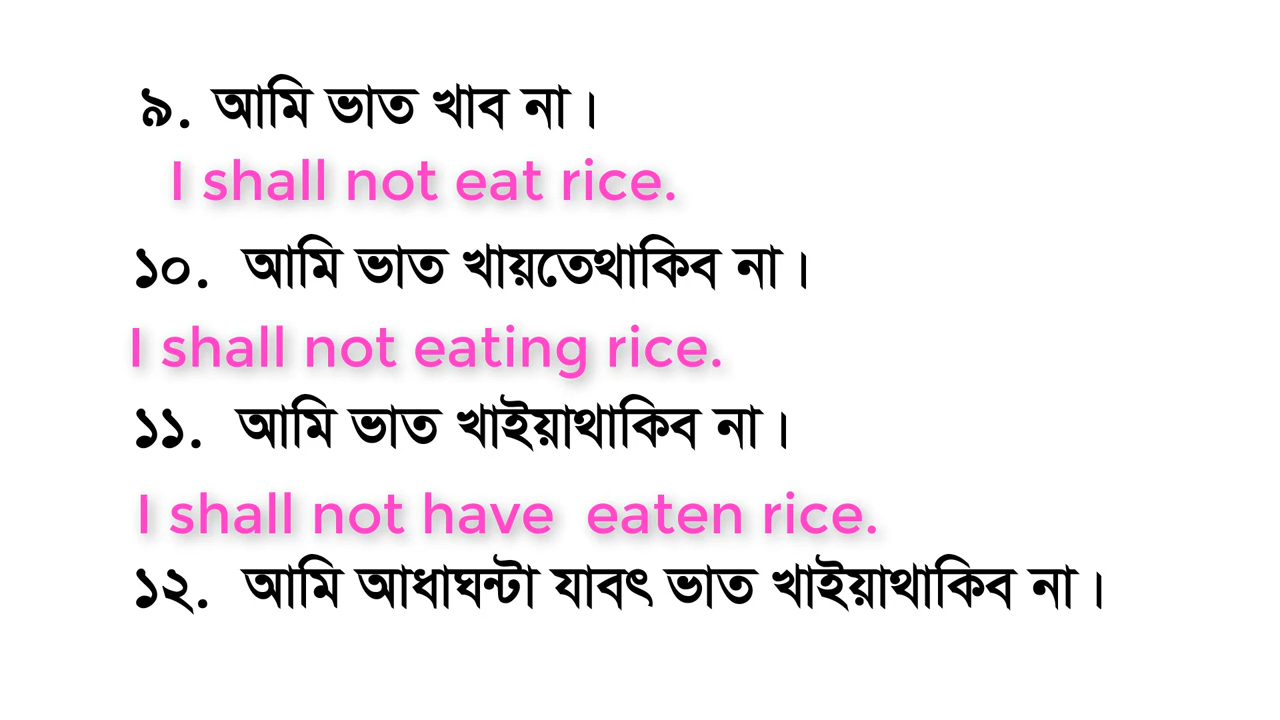 ৯. আমি ভাত খাব না।
I shall not eat rice.
১০. আমি ভাত খায়তেথাকিব না।
I shall not eating rice.
১১. আমি ভাত খাইয়াথাকিব না।
I shall not have eaten rice.
১২. আমি আধাঘন্টা যাবৎ ভাত খাইয়াথাকিব না।